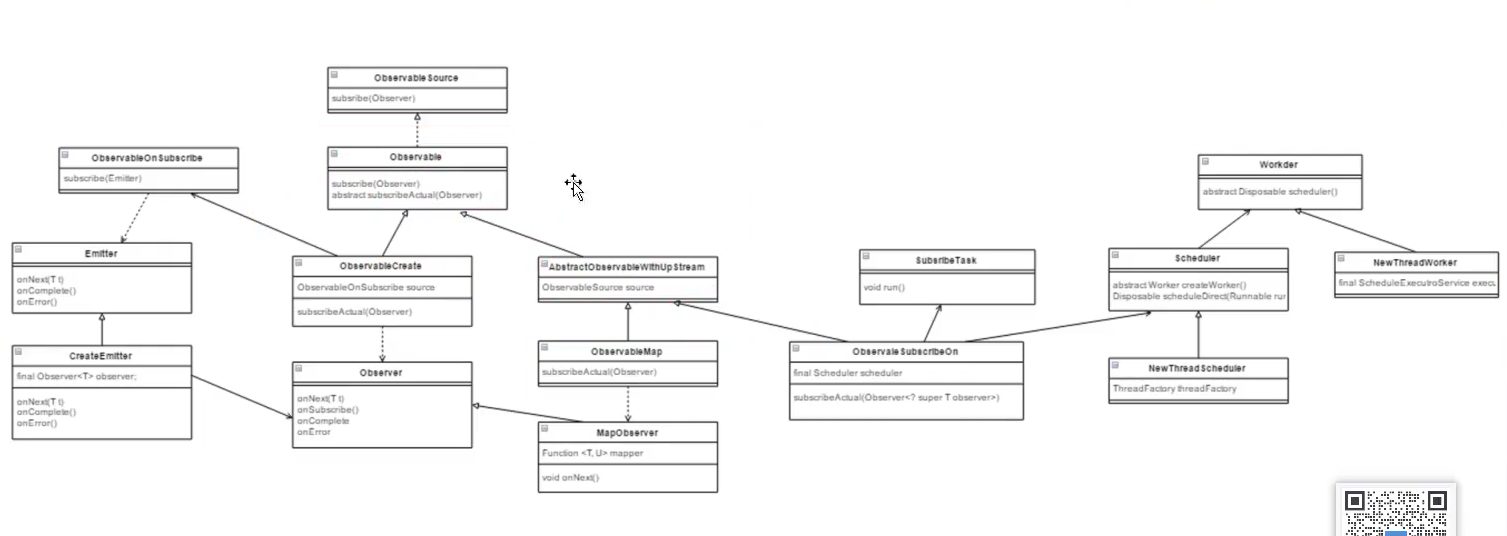 ObservableSource
subsribe(Observer)
ObservableOnSubscribe
subscribe(Emitter)
Observable
subscribe(Observer)
abstract subscribeActual(Observer)
Workder
abstract Disposable scheduler()
Emitter
onNext(T t)
onComplete()
onError()
ObservableCreate
ObservableOnSubscribe source
subscribeActual(Observer)
AbstractObservableWithUpStream
ObservableSource source
SubsribeTask
void run()
Scheduler
abstract Worker createWorker()
Disposable scheduleDirect(Runnable rur
NewThreadWorker
final ScheduleExecutroService execu
CreateEmitter
final Observer<T> observer;
onNext(T t)
onComplete()
onError()
Observer
onNext(T t)
onSubscribe()
onComplete
onError
ObservableMap
subscribeActual(Observer)
MapObserver
Function <T, U> mapper
void onNext()
ObservaleSubscribeOn
final Scheduler scheduler
subscribeActual(Observer<? super T observer>)
NewThreadScheduler
ThreadFactory threadFactory